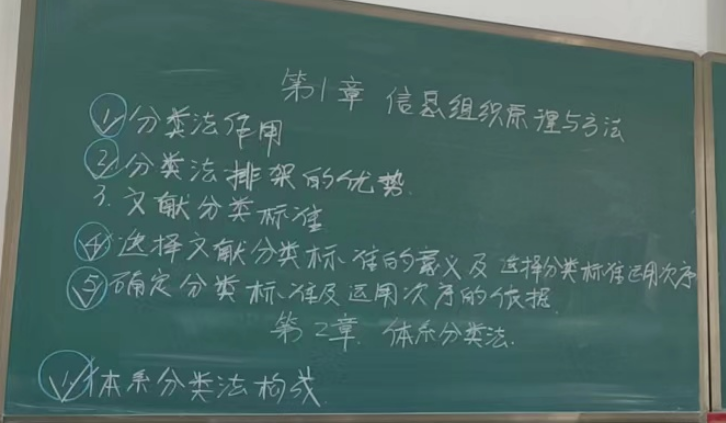 第1章 信息组织原理与方法
1. 分类法作用
2. 分类法排架的优势.
3. 文献分类标准
4. 选择文献分类标准的意义及选择分类标准运用次序
5. 确定分类标准及运用次序的依据.
第2章. 体系分类法.
1. 体系分类法构成